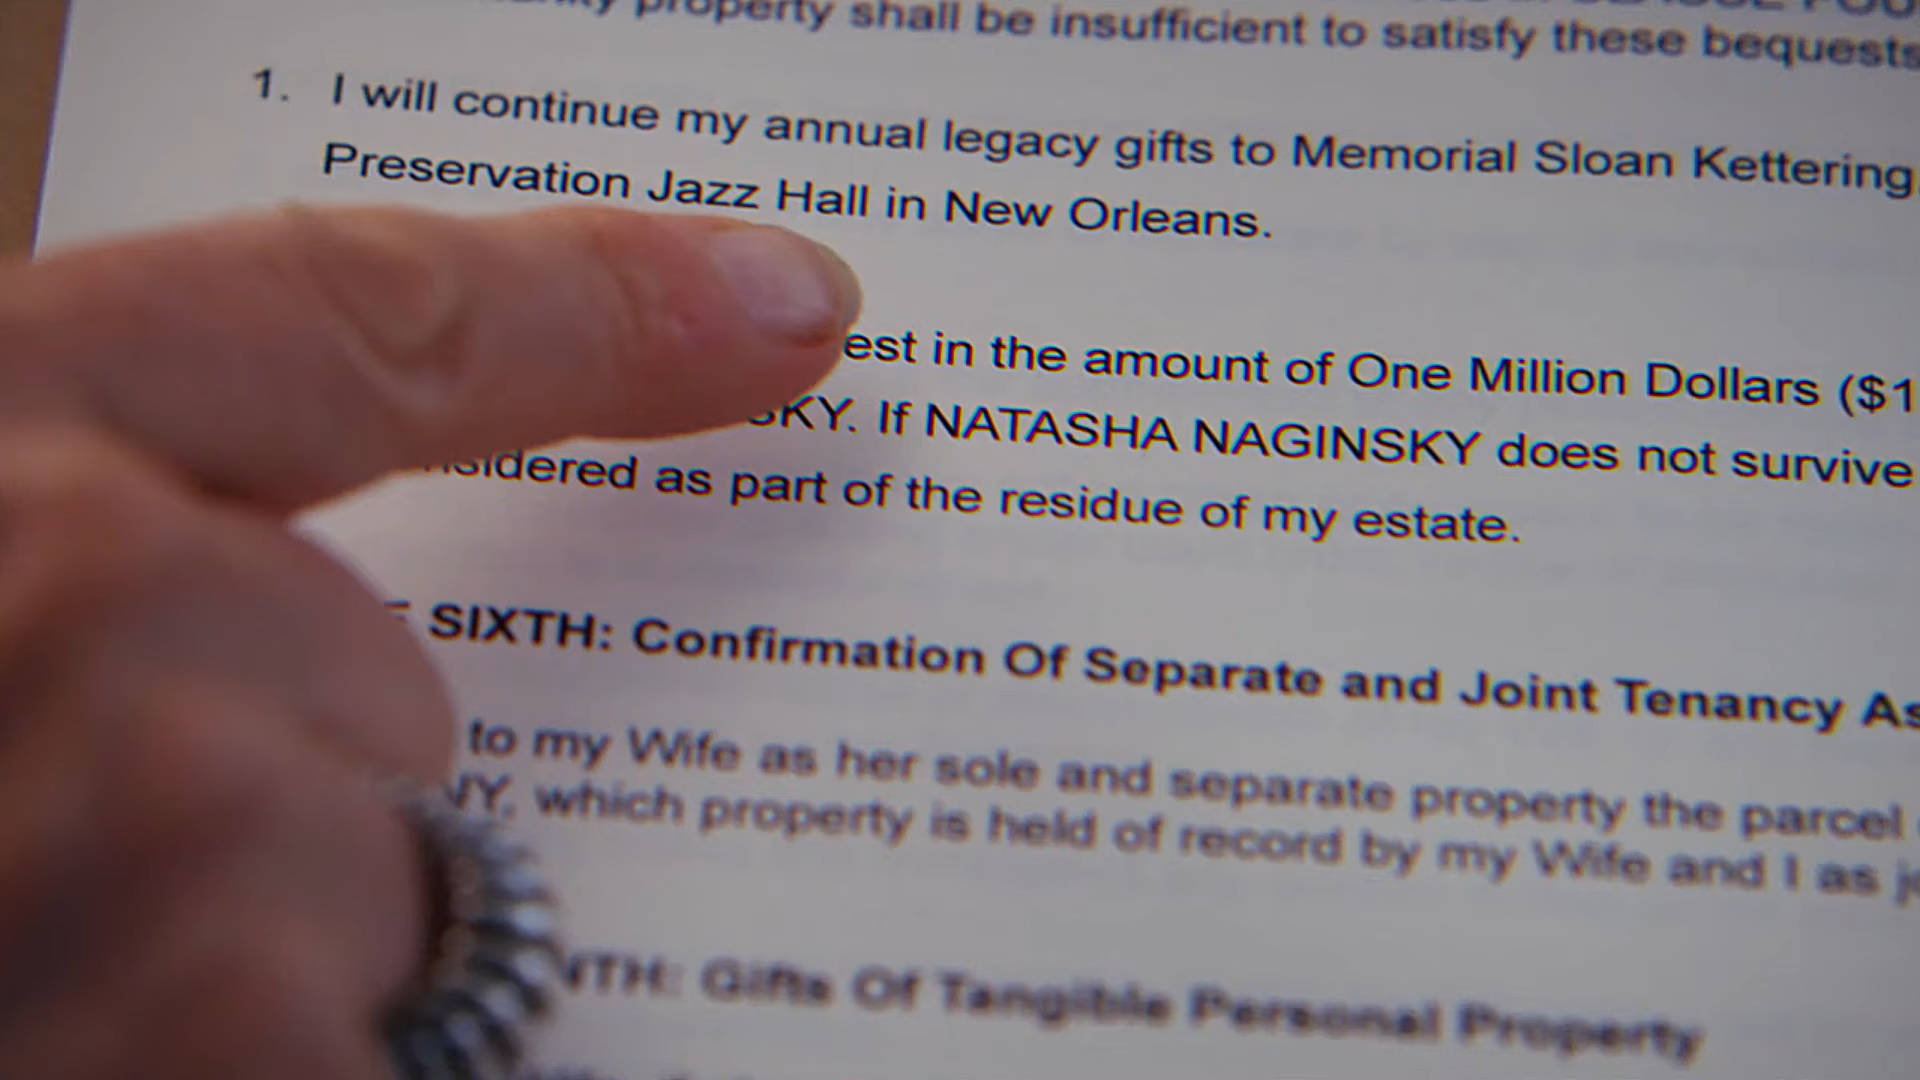 property shall be insufficient to satisfy these bequests
1. I will continue my annual legacy gifts to Memorial Sloan Kettering
Preservation Jazz Hall in New Orleans.
est in the amount of One Million Dollars ($1
SKY. If NATASHA NAGINSKY does not survive
sidered as part of the residue of my estate.
SIXTH: Confirmation Of Separate and Joint Tenancy As
to my Wife as her sole and separate property the parcel
NY, which property is held of record by my Wife and I as jo
NTH: Gifts Of Tangible Personal Property